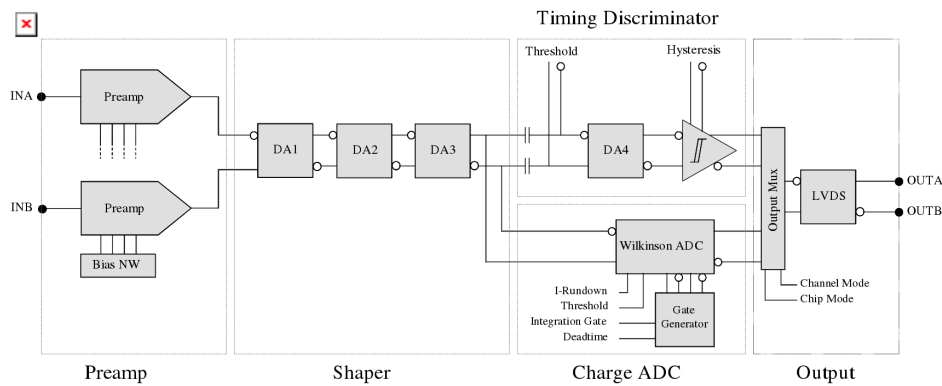 Timing Discriminator
Threshold
Hysteresis
INA
Preamp
DA1
DA2
DA3
DA4
Output Mux
LVDS
OUTA
OUTB
INB
Preamp
Bias NW
Wilkinson ADC
I-Rundown
Threshold
Integration Gate
Deadtime
Gate
Generator
Channel Mode
Chip Mode
Preamp
Shaper
Charge ADC
Output